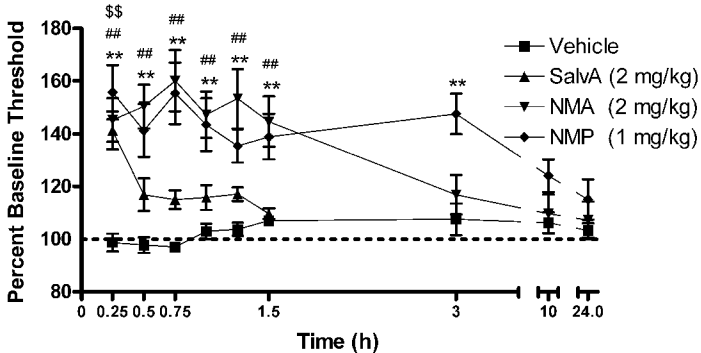 $$
## ## ## ## ## ##
** ** ** ** ** ** **
Vehicle
SalvA (2 mg/kg)
NMA (2 mg/kg)
NMP (1 mg/kg)
Percent Baseline Threshold
180
160
140
120
100
80
0 0.25 0.5 0.75 1.5 3 10 24.0
Time (h)